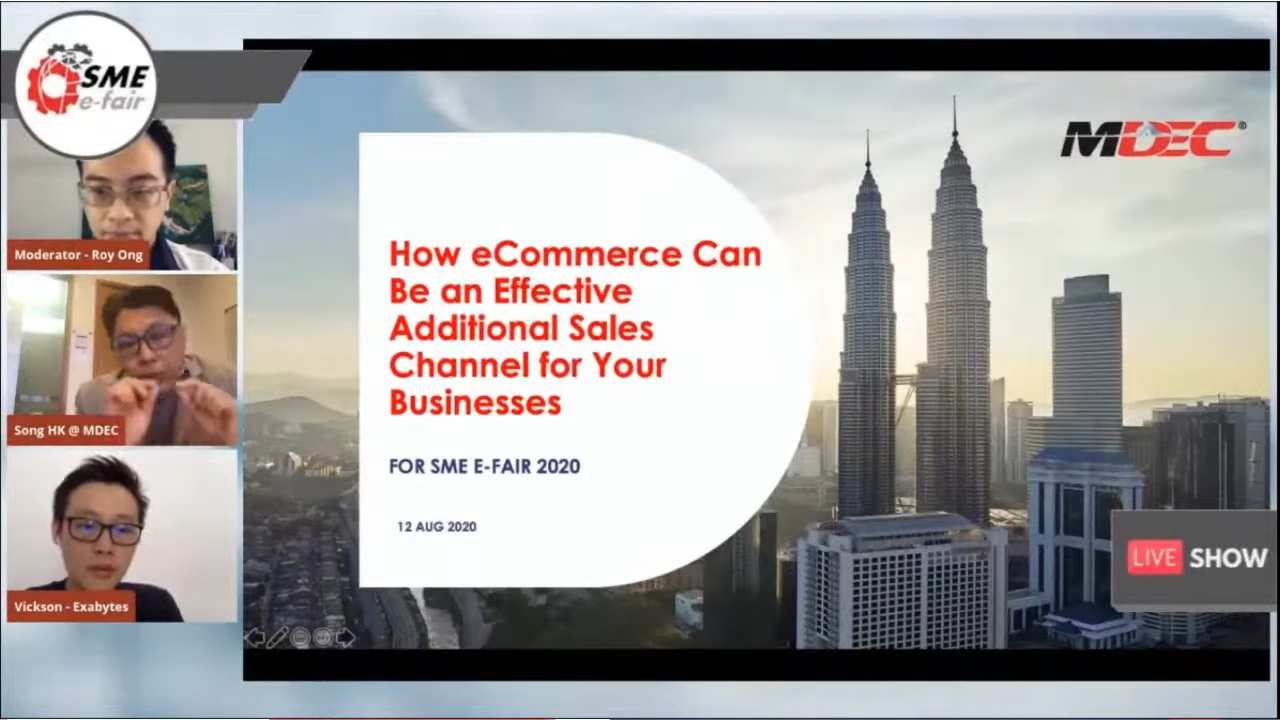 SME
e-fair
MDEC®
How eCommerce Can
Be an Effective
Additional Sales
Channel for Your
Businesses
FOR SME E-FAIR 2020
12 AUG 2020
Moderator - Roy Ong
Song HK @ MDEC
Vickson - Exabytes
LIVE SHOW